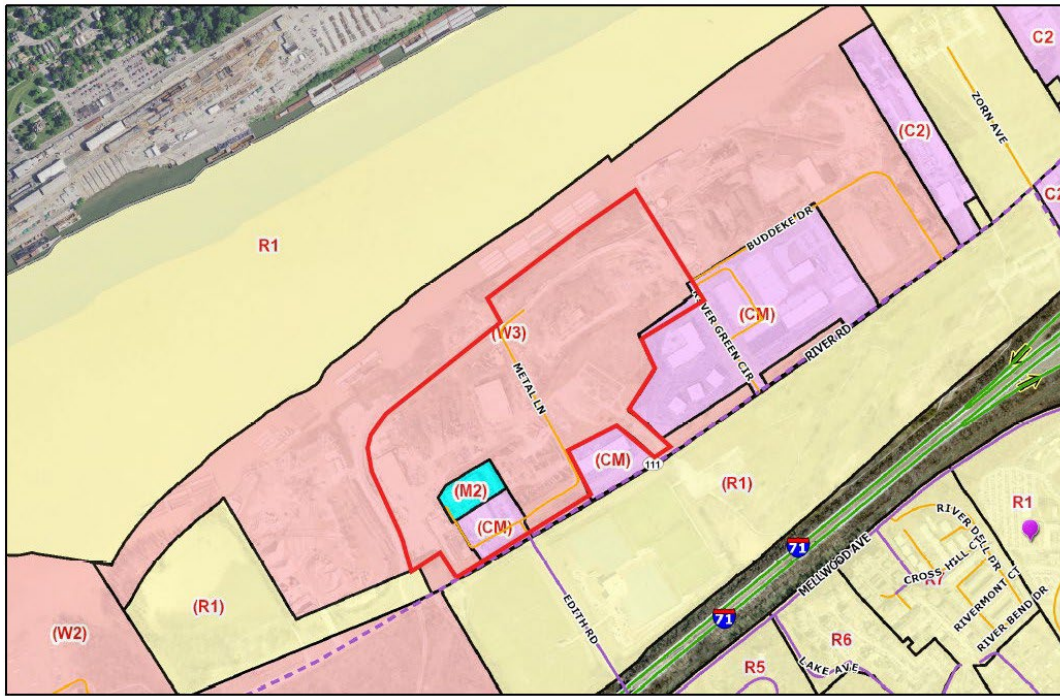 C2
ZORN AVE
(C2)
C2
R1
BUDDEKE DR
RIVER GREEN CIR
(CM)
(W3)
RIVER RD
METAL LN
(CM)
111
(R1)
(M2)
(CM)
R1
RIVER DELL DR
71
MELLWOOD AVE
CROSS HILL CT
R7
RIVERMONT CT
(R1)
EDITH RD
RIVER BEND DR
71
(W2)
R6
LAKE AVE
R5